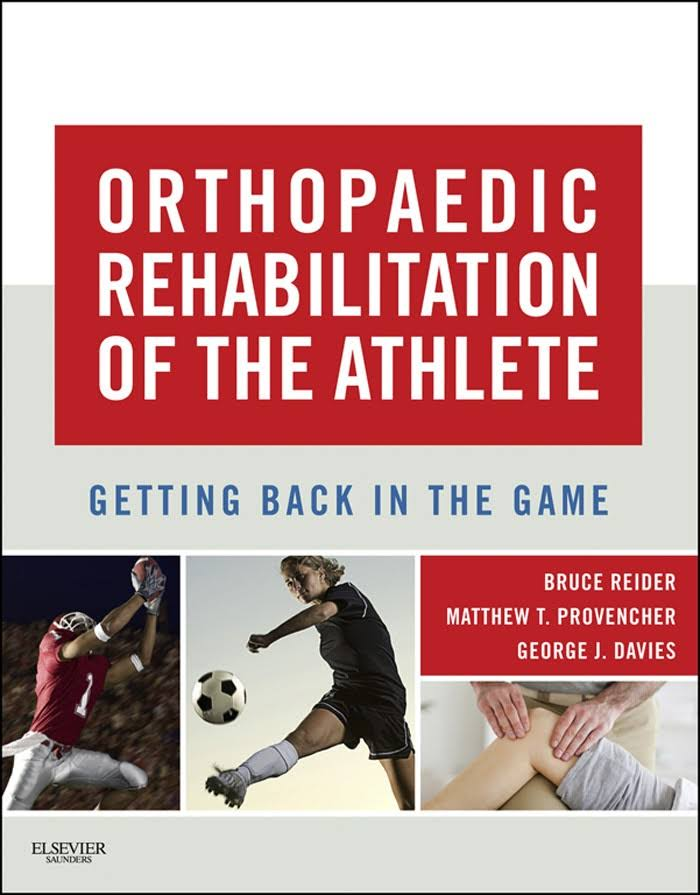 ORTHOPAEDIC
REHABILITATION
OF THE ATHLETE
GETTING BACK IN THE GAME
BRUCE REIDER
MATTHEW T. PROVENCHER
GEORGE J. DAVIES
1
1
ELSEVIER
SAUNDERS